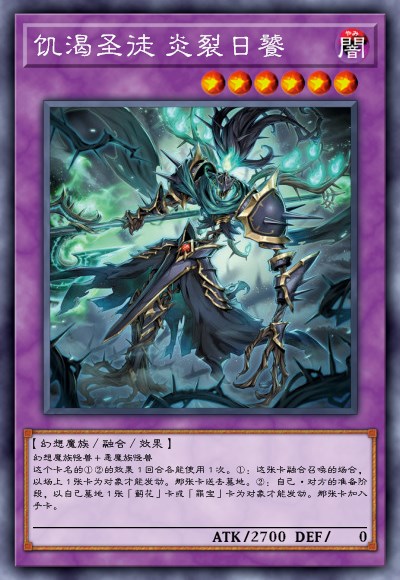 饥渴圣徒 炎裂日饕
やみ
闇
【幻想魔族/融合/效果】
幻想魔族怪兽+恶魔族怪兽
这个卡名的①②的效果1回合各能使用1次。①:这张卡融合召唤的场合,
以场上1张卡为对象才能发动。那张卡送去墓地。②:自己·对方的准备阶
段,以自己墓地1张「蓟花」卡或「罪宝」卡为对象才能发动。那张卡加入
手卡。
ATK/2700 DEF/ 0